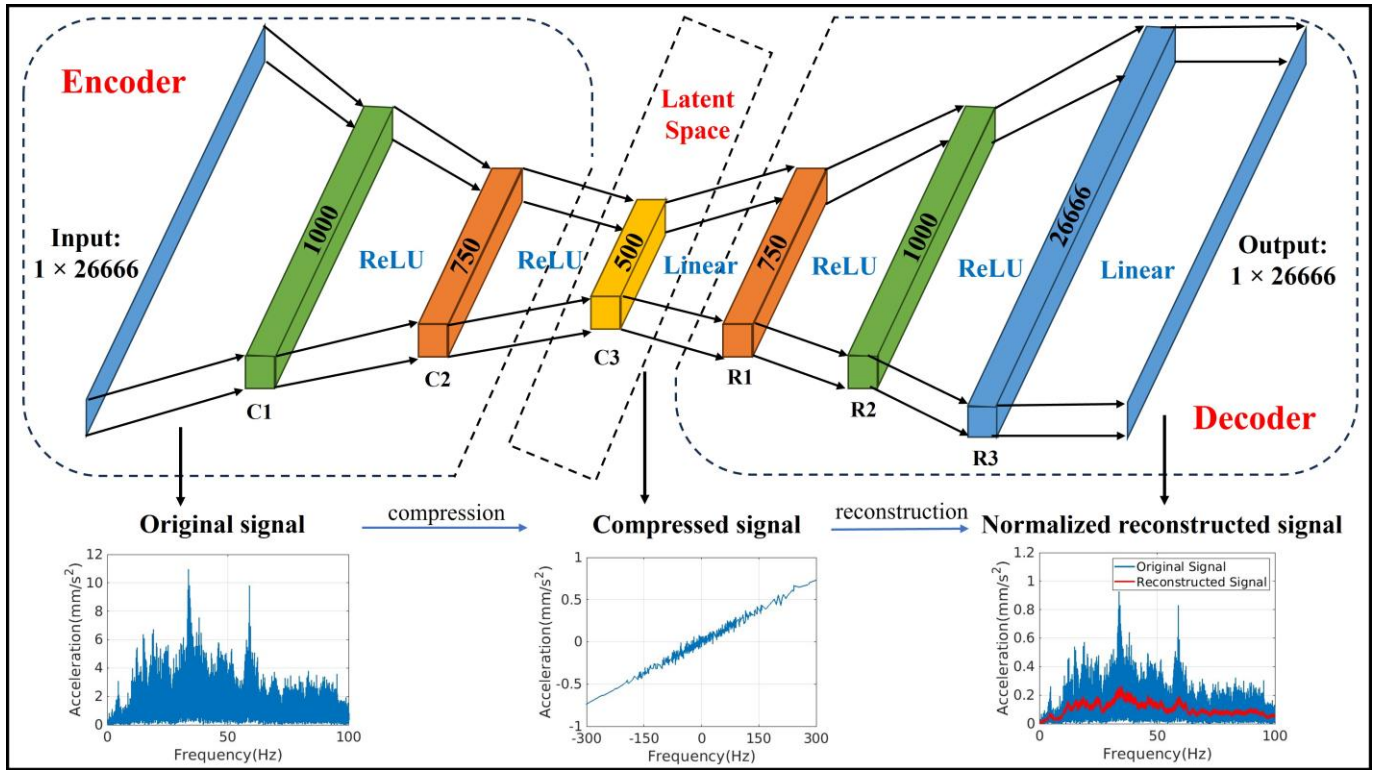 Encoder
Latent
Space
Input:
1 × 26666
1000
ReLU
750
ReLU
500
Linear
750
ReLU
1000
ReLU
26666
Linear
Output:
1 × 26666
C1
C2
C3
R1
R2
R3
Decoder
Original signal
compression
Compressed signal
reconstruction
Normalized reconstructed signal
Acceleration(mm/s²)
12
10
8
6
4
2
0
0
50
100
Frequency(Hz)
Acceleration(mm/s²)
1
0.5
0
-0.5
-1
-300
-150
0
150
300
Frequency(Hz)
Acceleration(mm/s²)
1.2
1
0.8
0.6
0.4
0.2
0
Original Signal
Reconstructed Signal
0
50
100
Frequency(Hz)